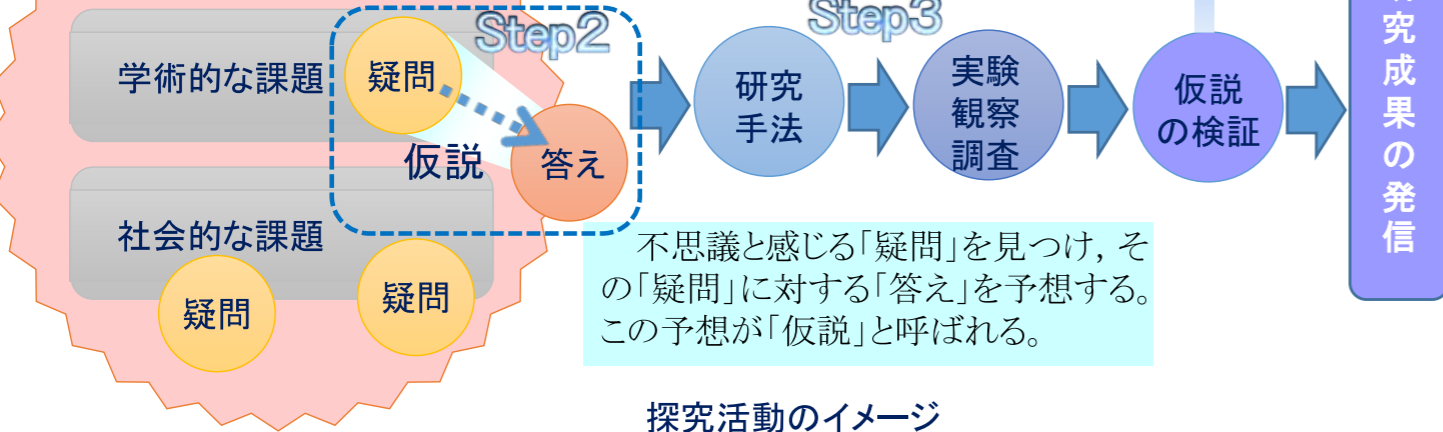 Step2
Step3
学術的な課題
疑問
仮説
答え
研究
手法
実験
観察
調査
仮説
の検証
究成果の発信
社会的な課題
疑問
疑問
不思議と感じる「疑問」を見つけ，そ
の「疑問」に対する「答え」を予想する。
この予想が「仮説」と呼ばれる。
探究活動のイメージ